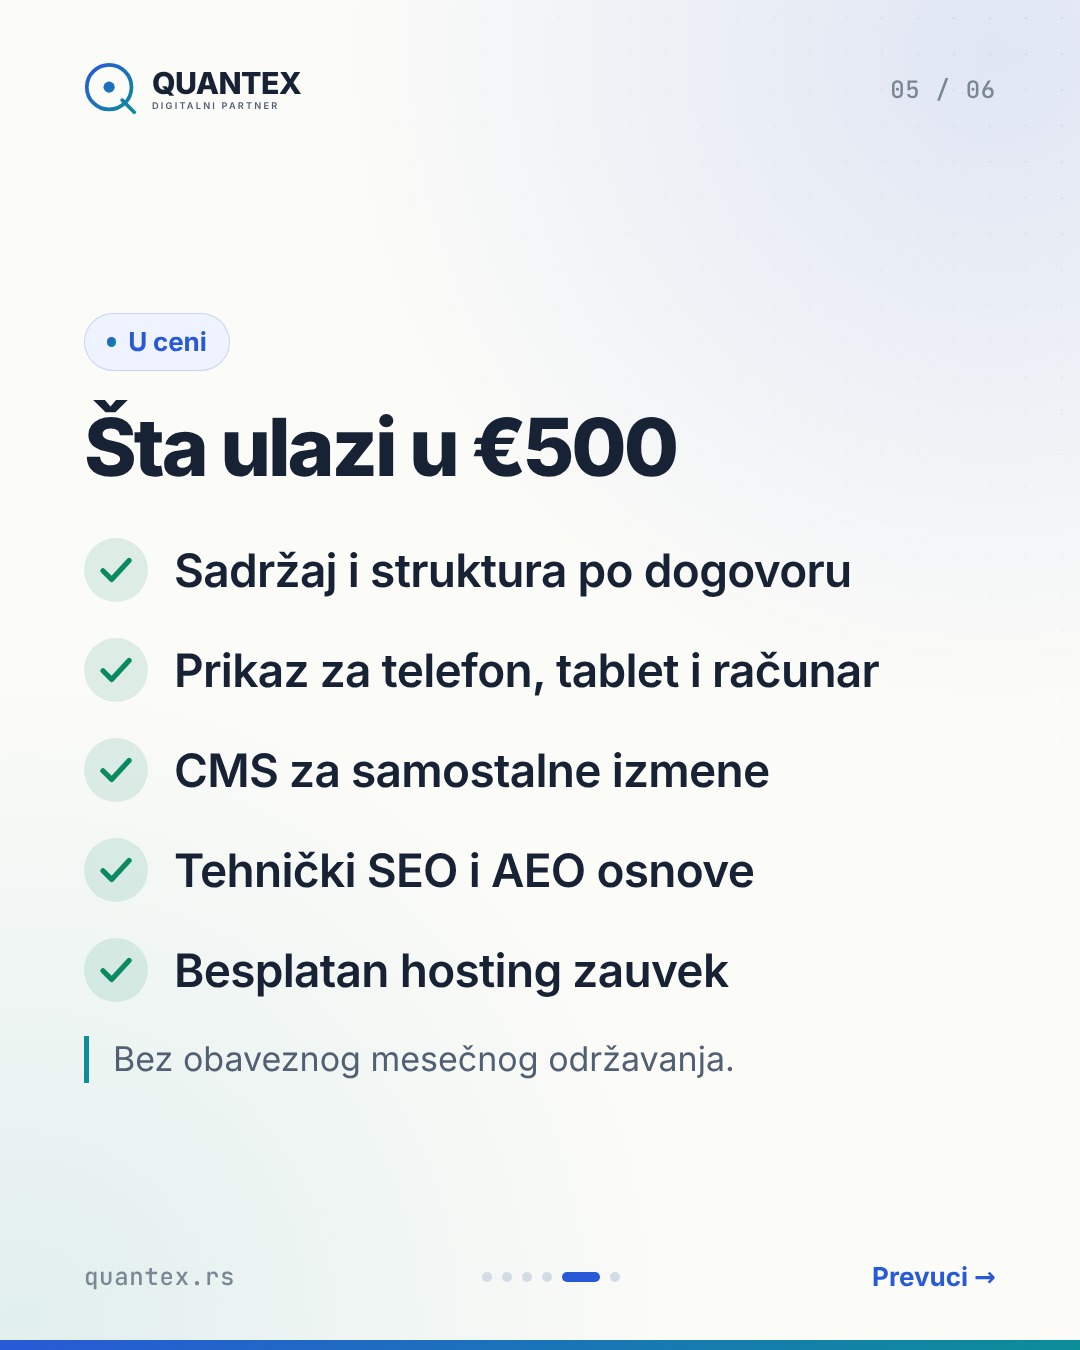 QUANTEX
DIGITALNI PARTNER
05 / 06
U ceni
Šta ulazi u €500
Sadržaj i struktura po dogovoru
Prikaz za telefon, tablet i računar
CMS za samostalne izmene
Tehnički SEO i AEO osnove
Besplatan hosting zauvek
Bez obaveznog mesečnog održavanja.
quantex.rs
Prevuci →